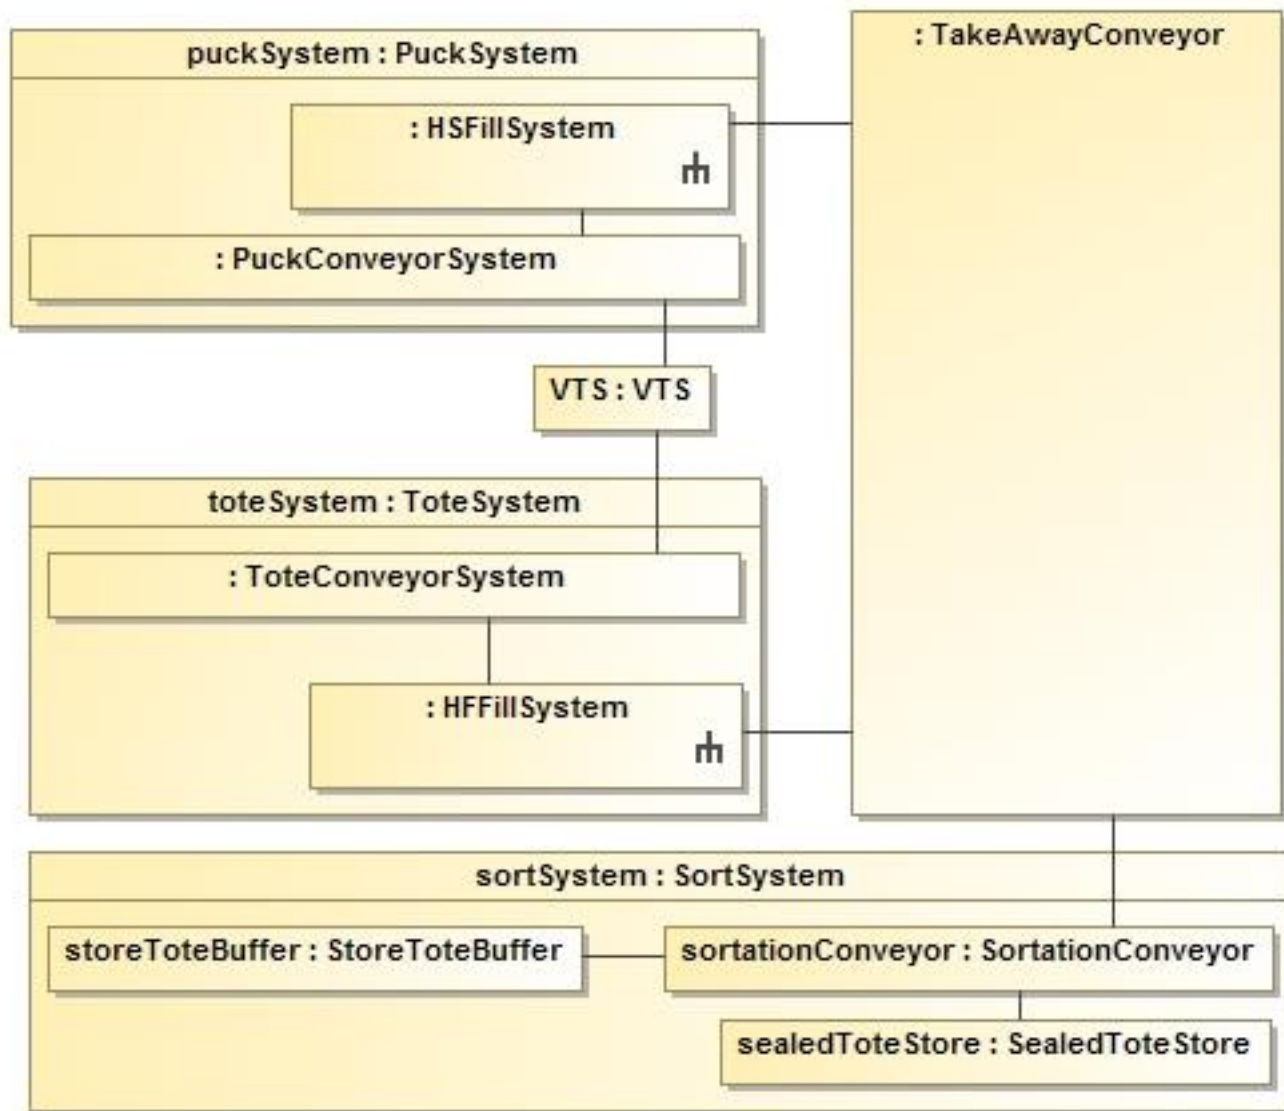 puckSystem : PuckSystem
: TakeAwayConveyor
: HSFillSystem
: PuckConveyorSystem
VTS : VTS
toteSystem : ToteSystem
: ToteConveyorSystem
: HFFillSystem
sortSystem : SortSystem
storeToteBuffer : StoreToteBuffer
sortationConveyor : SortationConveyor
sealedToteStore : SealedToteStore